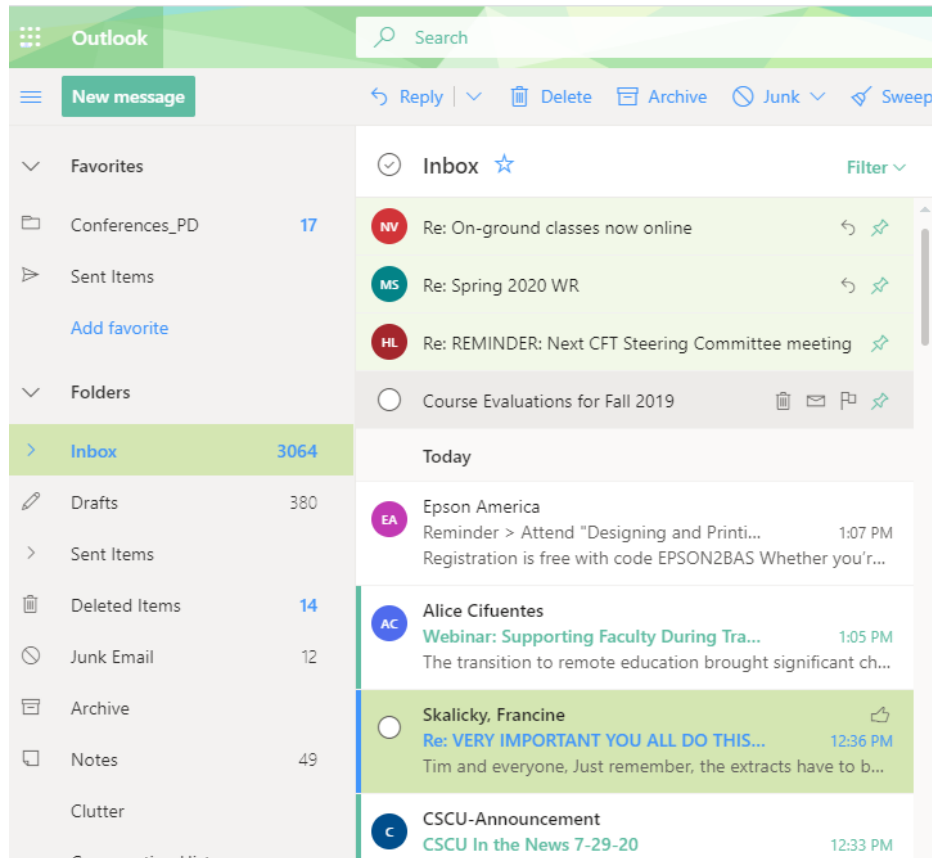 Outlook
Search
New message
Reply
Delete
Archive
Junk
Sweep
Favorites
Conferences_PD 17
Sent Items
Add favorite
Folders
Inbox 3064
Drafts 380
Sent Items
Deleted Items 14
Junk Email 12
Archive
Notes 49
Clutter
Inbox
Filter
NV Re: On-ground classes now online
MS Re: Spring 2020 WR
HL Re: REMINDER: Next CFT Steering Committee meeting
Course Evaluations for Fall 2019
Today
Epson America
EA
Reminder > Attend "Designing and Printi... 1:07 PM
Registration is free with code EPSON2BAS Whether you'r...
Alice Cifuentes
AC
Webinar: Supporting Faculty During Tra... 1:05 PM
The transition to remote education brought significant ch...
Skalicky, Francine
Re: VERY IMPORTANT YOU ALL DO THIS... 12:36 PM
Tim and everyone, Just remember, the extracts have to b...
CSCU-Announcement
C
CSCU In the News 7-29-20 12:33 PM